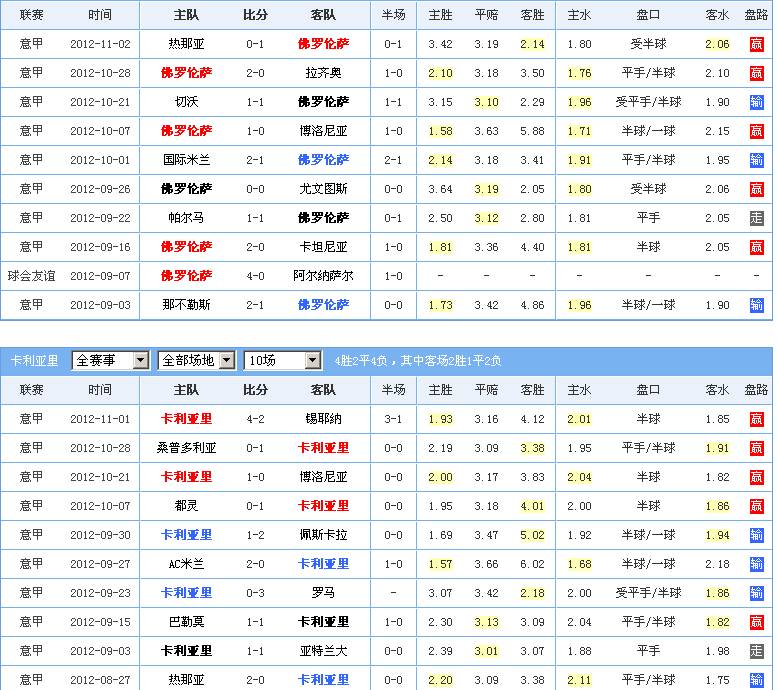 联赛 时间 主队 比分 客队 半场 主胜 平赔 客胜 主水 盘口 客水 盘路
意甲 2012-11-02 热那亚 0-1 佛罗伦萨 0-1 3.42 3.19 2.14 1.80 受半球 2.06 赢
意甲 2012-10-28 佛罗伦萨 2-0 拉齐奥 1-0 2.10 3.18 3.50 1.76 平手/半球 2.10 赢
意甲 2012-10-21 切沃 1-1 佛罗伦萨 1-1 3.15 3.10 2.29 1.96 受平手/半球 1.90 输
意甲 2012-10-07 佛罗伦萨 1-0 博洛尼亚 1-0 1.58 3.63 5.88 1.71 半球/一球 2.15 赢
意甲 2012-10-01 国际米兰 2-1 佛罗伦萨 2-1 2.14 3.18 3.41 1.91 平手/半球 1.95 输
意甲 2012-09-26 佛罗伦萨 0-0 尤文图斯 0-0 3.64 3.19 2.05 1.80 受半球 2.06 赢
意甲 2012-09-22 帕尔马 1-1 佛罗伦萨 0-1 2.50 3.12 2.80 1.81 平手 2.05 走
意甲 2012-09-16 佛罗伦萨 2-0 卡坦尼亚 1-0 1.81 3.36 4.40 1.81 半球 2.05 赢
球会友谊 2012-09-07 佛罗伦萨 4-0 阿尔纳萨尔 1-0 - - - - - - -
意甲 2012-09-03 那不勒斯 2-1 佛罗伦萨 0-0 1.73 3.42 4.86 1.96 半球/一球 1.90 输
卡利亚里 全赛事 全部场地 10场 4胜2平4负，其中客场2胜1平2负
联赛 时间 主队 比分 客队 半场 主胜 平赔 客胜 主水 盘口 客水 盘路
意甲 2012-11-01 卡利亚里 4-2 锡耶纳 3-1 1.93 3.16 4.12 2.01 半球 1.85 赢
意甲 2012-10-28 桑普多利亚 0-1 卡利亚里 0-0 2.19 3.09 3.38 1.95 平手/半球 1.91 赢
意甲 2012-10-21 卡利亚里 1-0 博洛尼亚 0-0 2.00 3.17 3.83 2.04 半球 1.82 赢
意甲 2012-10-07 都灵 0-1 卡利亚里 0-0 1.95 3.18 4.01 2.00 半球 1.86 赢
意甲 2012-09-30 卡利亚里 1-2 佩斯卡拉 0-0 1.69 3.47 5.02 1.92 半球/一球 1.94 输
意甲 2012-09-27 AC米兰 2-0 卡利亚里 1-0 1.57 3.66 6.02 1.68 半球/一球 2.18 输
意甲 2012-09-23 卡利亚里 0-3 罗马 - 3.07 3.42 2.18 2.00 受平手/半球 1.86 输
意甲 2012-09-15 巴勒莫 1-1 卡利亚里 1-0 2.30 3.13 3.09 2.04 平手/半球 1.82 赢
意甲 2012-09-03 卡利亚里 1-1 亚特兰大 0-0 2.39 3.01 3.07 1.88 平手 1.98 走
意甲 2012-08-27 热那亚 2-0 卡利亚里 0-0 2.20 3.09 3.38 2.11 平手/半球 1.75 输